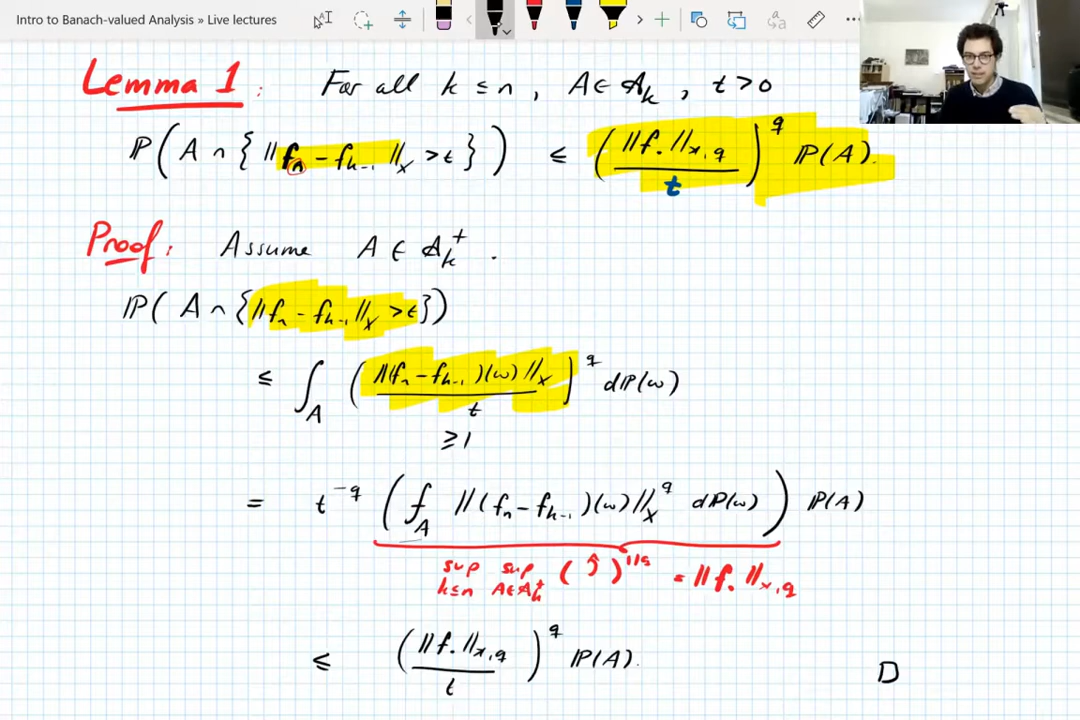 Intro to Banach-valued Analysis » Live lectures
Lemma 1: For all k ≤ n, A ∈ 𝒜_k, t > 0
ℙ(A ∩ {‖f_n - f_{k-1}‖_X > t}) ≤ (‖f.‖_{X,q} / t)^q ℙ(A).
Proof: Assume A ∈ 𝒜_k^+.
ℙ(A ∩ {‖f_n - f_{k-1}‖_X > t})
≤ ∫_A (‖(f_n - f_{k-1})(ω)‖_X / t)^q dℙ(ω)
≥ 1
= t^{-q} (⨍_A ‖(f_n - f_{k-1})(ω)‖_X^q dℙ(ω)) ℙ(A)
sup_{k≤n} sup_{A∈𝒜_k^+} (↑)^{1/q} = ‖f.‖_{X,q}
≤ (‖f.‖_{X,q} / t)^q ℙ(A).
□